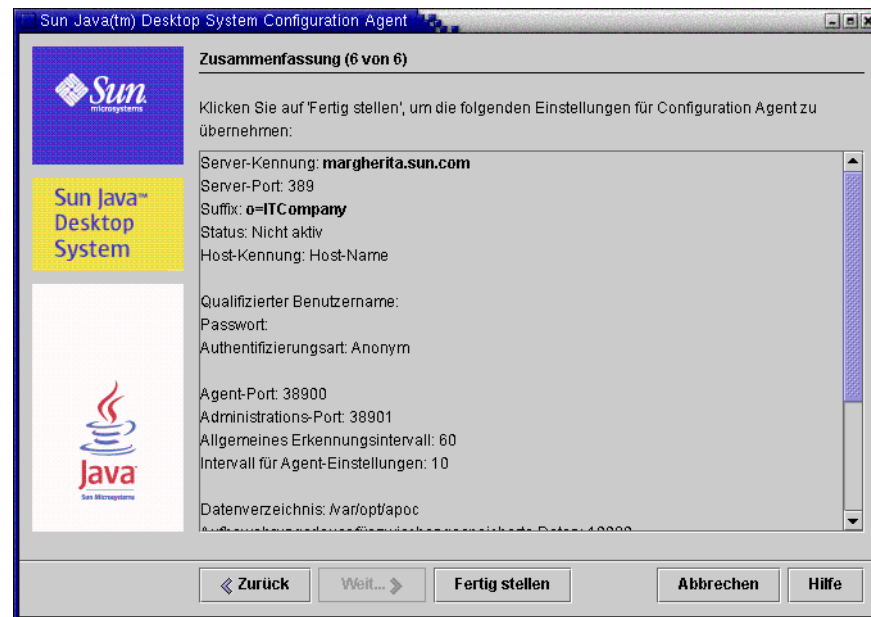 Sun Java(tm) Desktop System Configuration Agent
Sun
microsystems
Sun Java™
Desktop
System
Java
Sun Microsystems
Zusammenfassung (6 von 6)
Klicken Sie auf 'Fertig stellen', um die folgenden Einstellungen für Configuration Agent zu
übernehmen:
Server-Kennung: margherita.sun.com
Server-Port: 389
Suffix: o=ITCompany
Status: Nicht aktiv
Host-Kennung: Host-Name
Qualifizierter Benutzername:
Passwort:
Authentifizierungsart: Anonym
Agent-Port: 38900
Administrations-Port: 38901
Allgemeines Erkennungsintervall: 60
Intervall für Agent-Einstellungen: 10
Datenverzeichnis: /var/opt/apoc
Zurück
Weit...
Fertig stellen
Abbrechen
Hilfe